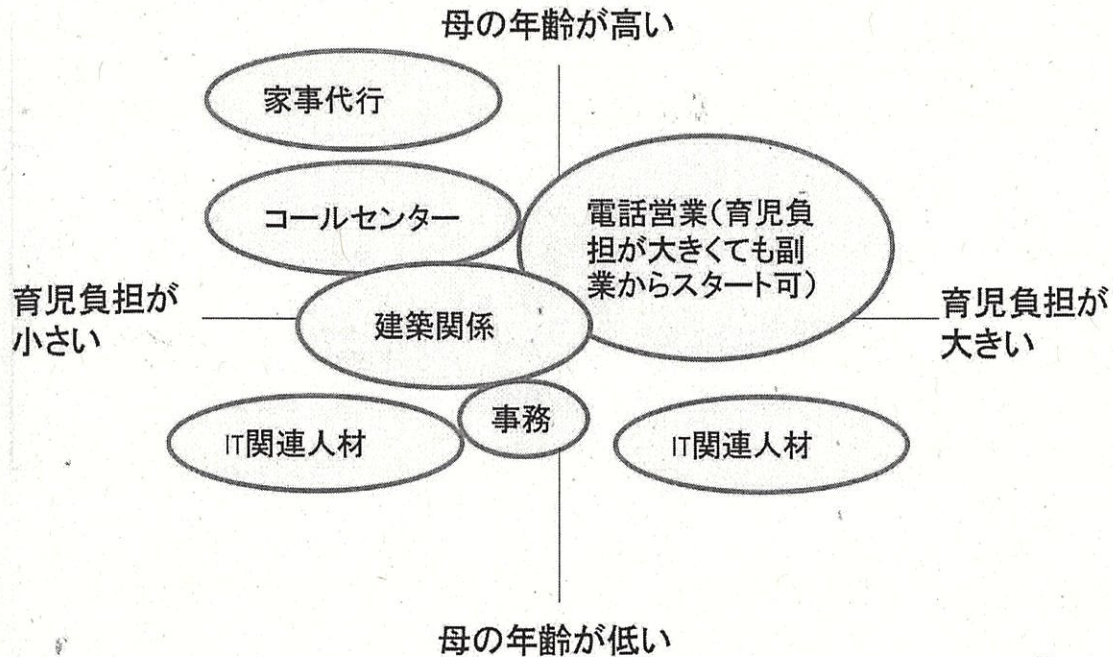 母の年齢が高い
家事代行
コールセンター
電話営業(育児負
担が大きくても副
業からスタート可)
育児負担が
小さい
建築関係
育児負担が
大きい
事務
IT関連人材
IT関連人材
母の年齢が低い